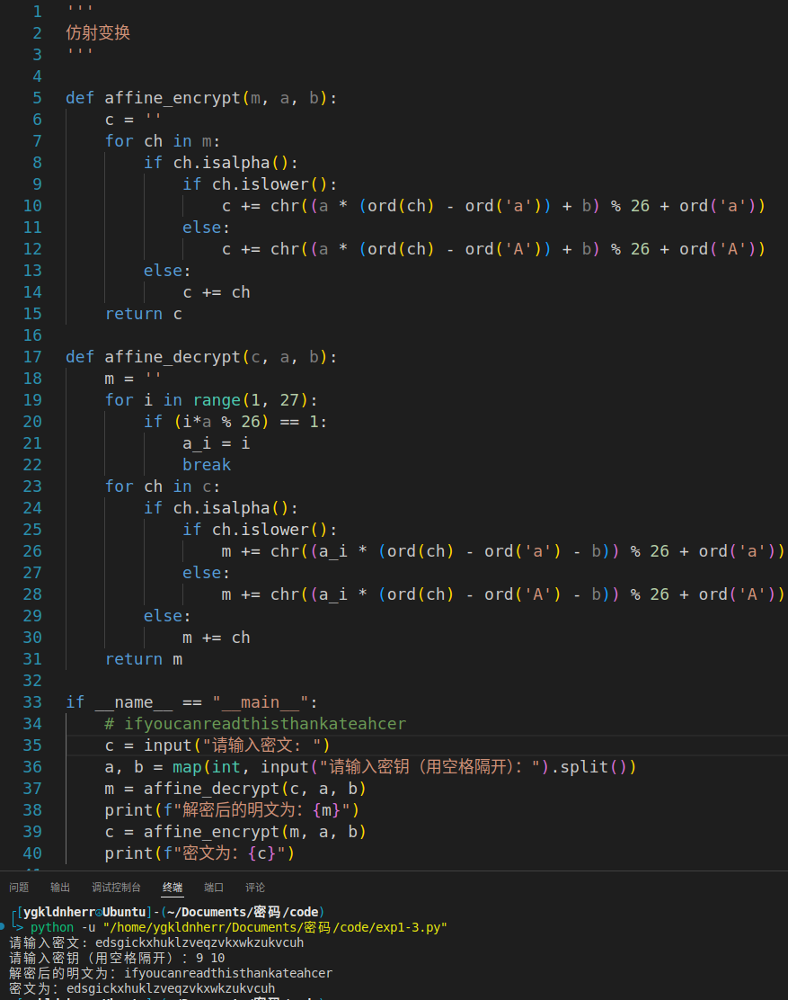 1 '''
2 仿射变换
3 '''
4
5 def affine_encrypt(m, a, b):
6     c = ''
7     for ch in m:
8         if ch.isalpha():
9             if ch.islower():
10                 c += chr((a * (ord(ch) - ord('a')) + b) % 26 + ord('a'))
11             else:
12                 c += chr((a * (ord(ch) - ord('A')) + b) % 26 + ord('A'))
13         else:
14             c += ch
15     return c
16
17 def affine_decrypt(c, a, b):
18     m = ''
19     for i in range(1, 27):
20         if (i*a % 26) == 1:
21             a_i = i
22             break
23     for ch in c:
24         if ch.isalpha():
25             if ch.islower():
26                 m += chr((a_i * (ord(ch) - ord('a') - b)) % 26 + ord('a'))
27             else:
28                 m += chr((a_i * (ord(ch) - ord('A') - b)) % 26 + ord('A'))
29         else:
30             m += ch
31     return m
32
33 if __name__ == "__main__":
34     # ifyoucanreadthisthankateahcer
35     c = input("请输入密文: ")
36     a, b = map(int, input("请输入密钥（用空格隔开）: ").split())
37     m = affine_decrypt(c, a, b)
38     print(f"解密后的明文为: {m}")
39     c = affine_encrypt(m, a, b)
40     print(f"密文为: {c}")
问题 输出 调试控制台 终端 端口 评论
┌[ygkldnherr☺Ubuntu]-(~/Documents/密码/code)
└> python -u "/home/ygkldnherr/Documents/密码/code/exp1-3.py"
请输入密文: edsgickxhuklzveqzvkxwkzukvcuh
请输入密钥（用空格隔开）: 9 10
解密后的明文为: ifyoucanreadthisthankateahcer
密文为: edsgickxhuklzveqzvkxwkzukvcuh